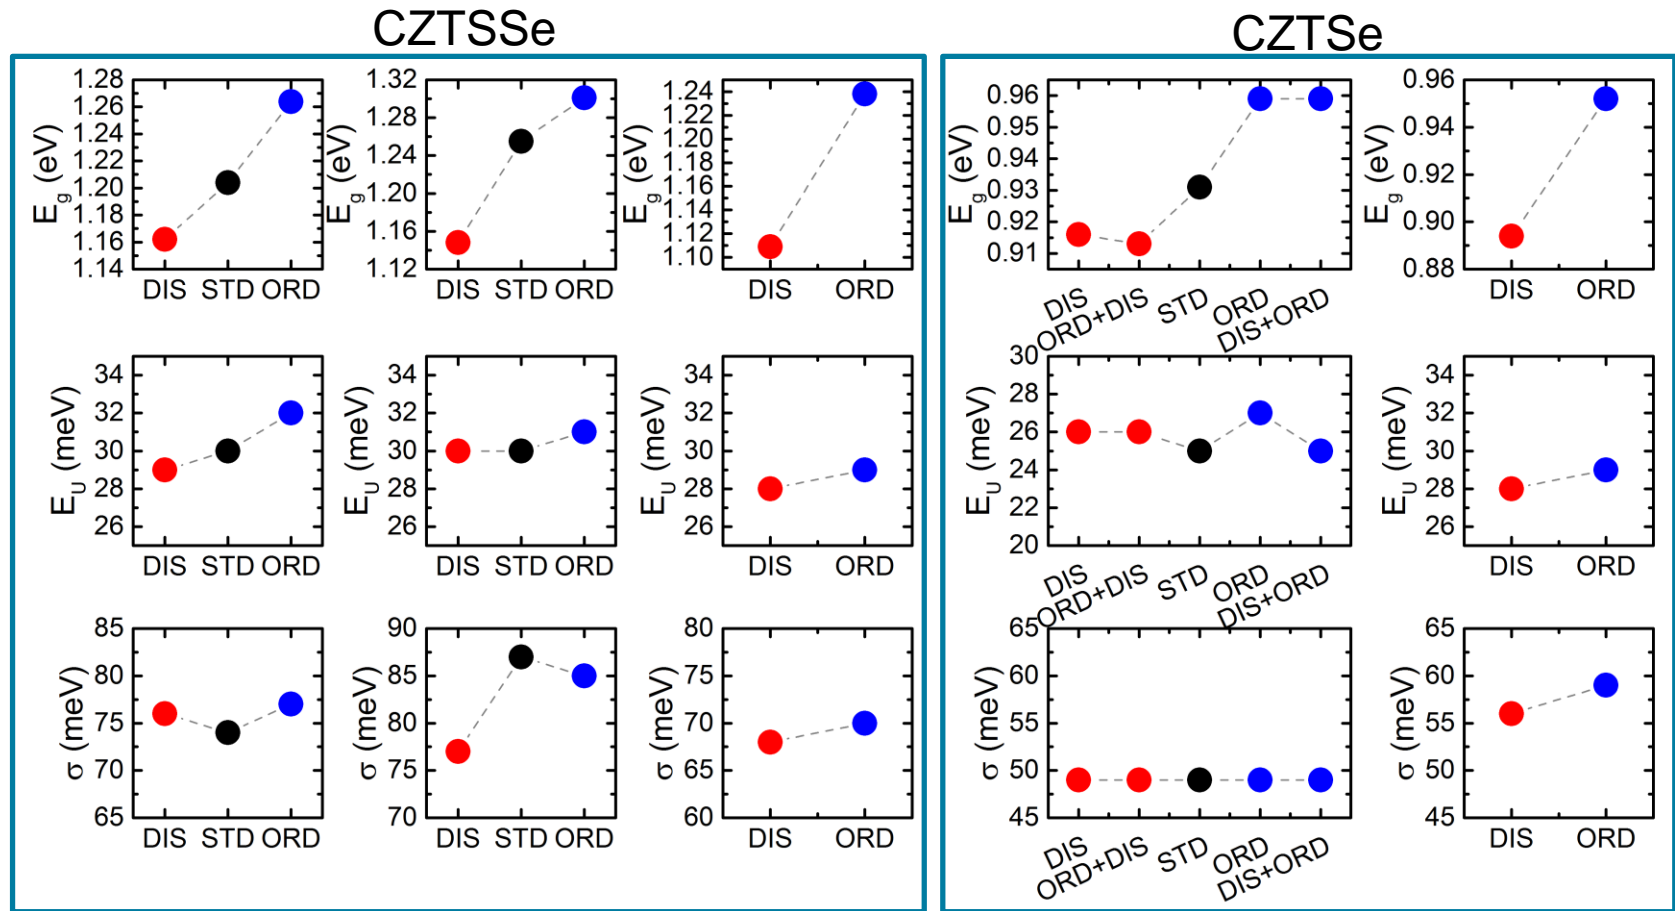 CZTSSe
E_g (eV)
1.28
1.26
1.24
1.22
1.20
1.18
1.16
1.14
DIS STD ORD
E_g (eV)
1.32
1.28
1.24
1.20
1.16
1.12
DIS STD ORD
E_g (eV)
1.24
1.22
1.20
1.18
1.16
1.14
1.12
1.10
DIS ORD
E_U (meV)
34
32
30
28
26
DIS STD ORD
E_U (meV)
34
32
30
28
26
DIS STD ORD
E_U (meV)
34
32
30
28
26
DIS ORD
σ (meV)
85
80
75
70
65
DIS STD ORD
σ (meV)
90
85
80
75
70
DIS STD ORD
σ (meV)
80
75
70
65
60
DIS ORD
CZTSe
E_g (eV)
0.96
0.95
0.94
0.93
0.92
0.91
DIS
ORD+DIS
STD
ORD
DIS+ORD
E_g (eV)
0.96
0.94
0.92
0.90
0.88
DIS ORD
E_U (meV)
30
28
26
24
22
20
DIS
ORD+DIS
STD
ORD
DIS+ORD
E_U (meV)
34
32
30
28
26
DIS ORD
σ (meV)
65
60
55
50
45
DIS
ORD+DIS
STD
ORD
DIS+ORD
σ (meV)
65
60
55
50
45
DIS ORD